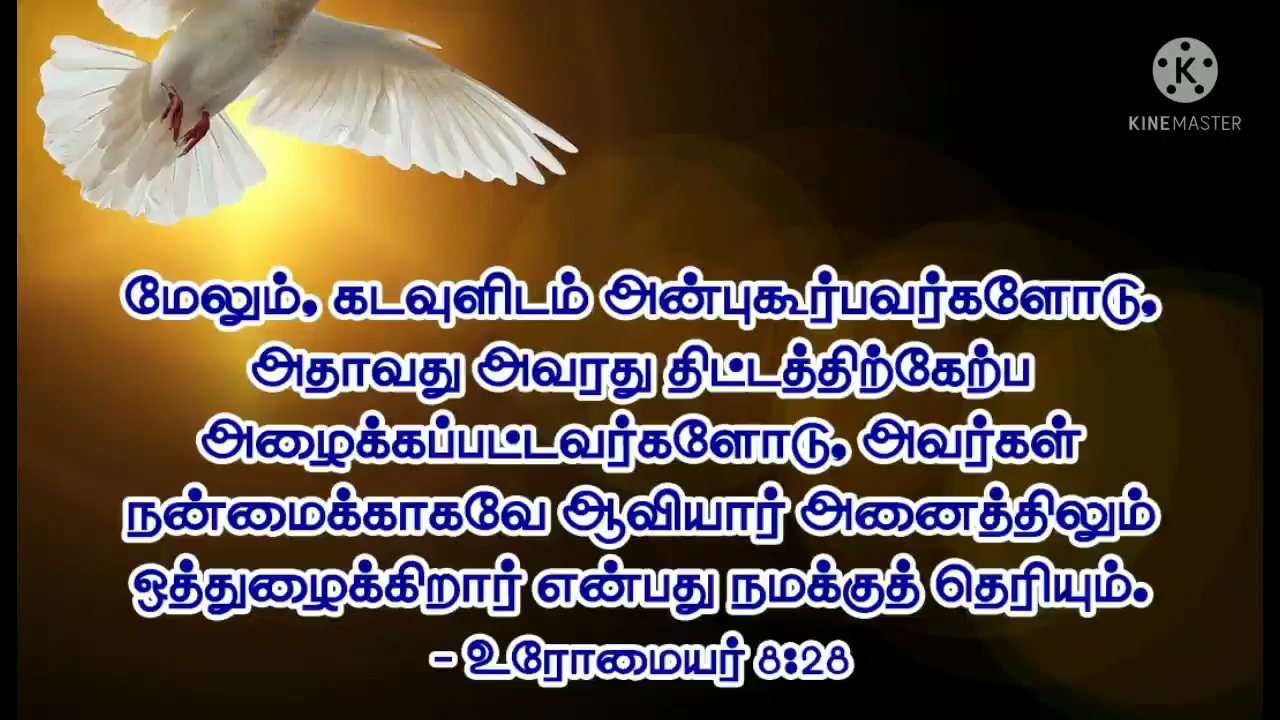 KINEMASTER
மேலும், கடவுளிடம் அன்புகூர்பவர்களோடு,
அதாவது அவரது திட்டத்திற்கேற்ப
அழைக்கப்பட்டவர்களோடு, அவர்கள்
நன்மைக்காகவே ஆவியார் அனைத்திலும்
ஒத்துழைக்கிறார் என்பது நமக்குத் தெரியும்.
- உரோமையர் 8:28